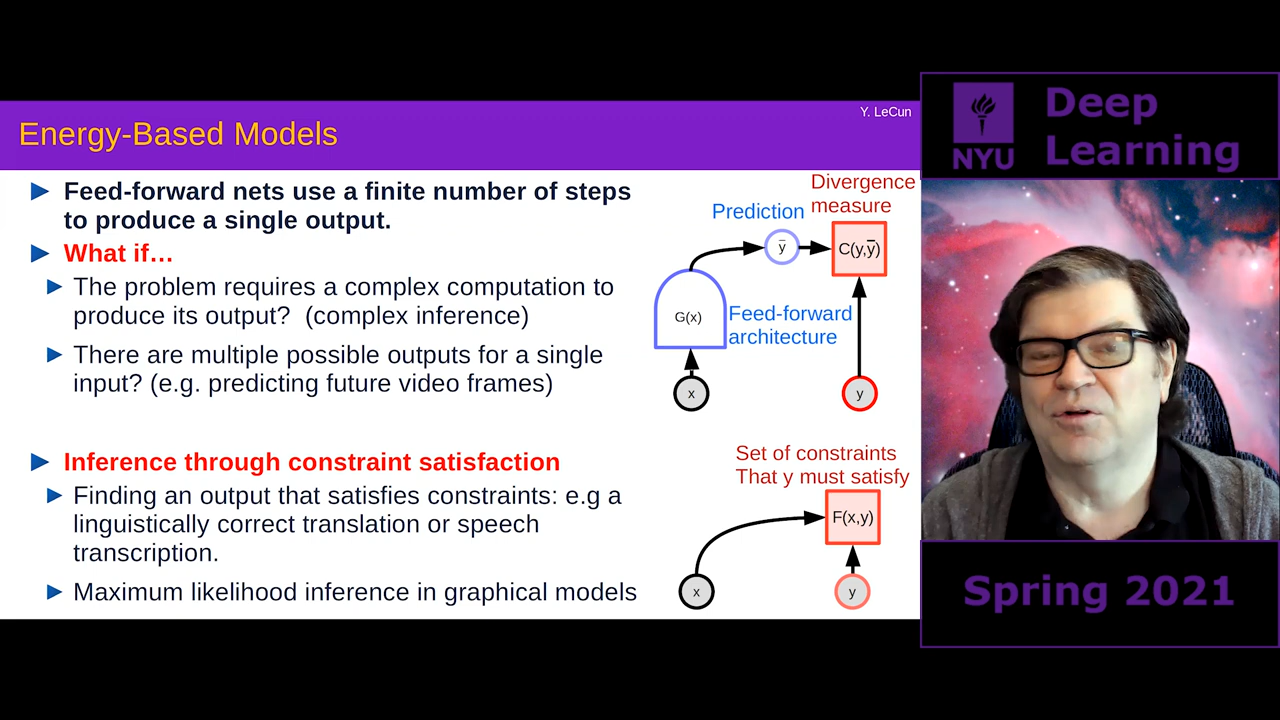 Y. LeCun
Energy-Based Models
► Feed-forward nets use a finite number of steps
to produce a single output.
► What if…
► The problem requires a complex computation to
produce its output?  (complex inference)
► There are multiple possible outputs for a single
input? (e.g. predicting future video frames)
► Inference through constraint satisfaction
► Finding an output that satisfies constraints: e.g a
linguistically correct translation or speech
transcription.
► Maximum likelihood inference in graphical models
Divergence
measure
Prediction
y̅
C(y,y̅)
G(x)
Feed-forward
architecture
x
y
Set of constraints
That y must satisfy
F(x,y)
x
y
NYU
Deep
Learning
Spring 2021